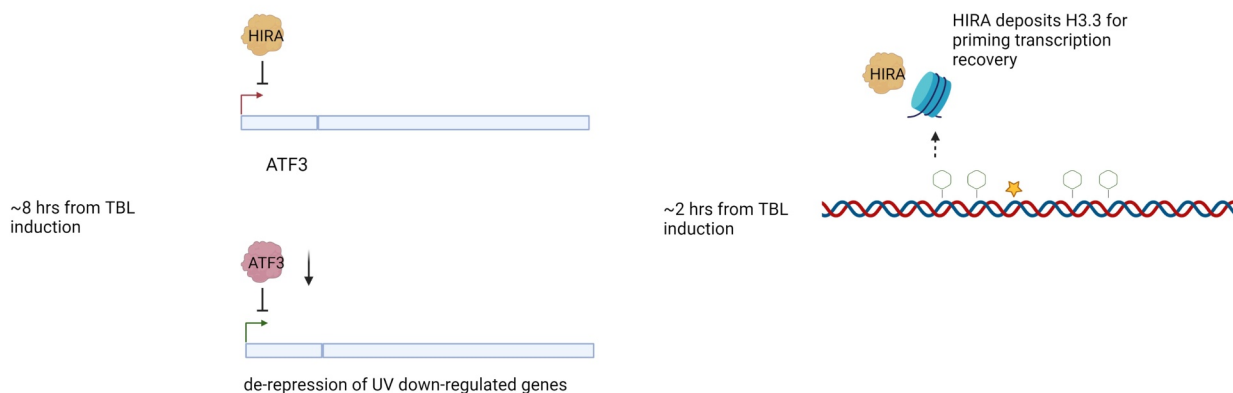 HIRA
ATF3
~8 hrs from TBL
induction
ATF3
de-repression of UV down-regulated genes
HIRA deposits H3.3 for
priming transcription
recovery
HIRA
~2 hrs from TBL
induction